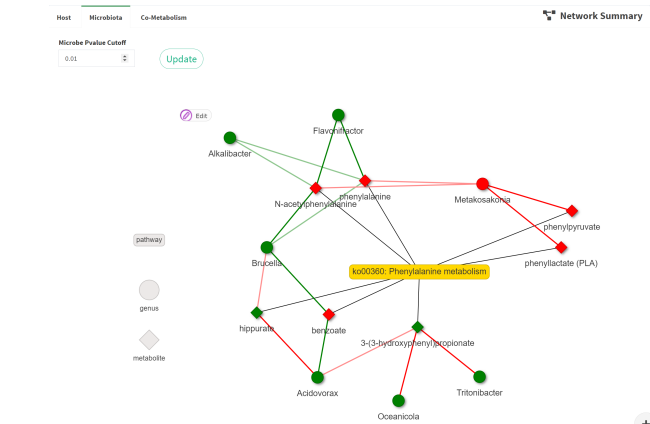 Host Microbiota Co-Metabolism
Network Summary
Microbe Pvalue Cutoff
0.01
Update
Edit
Flavonifractor
Alkalibacter
phenylalanine
N-acetylphenylalanine
Metakosakonia
phenylpyruvate
pathway
Brucella
phenyllactate (PLA)
ko00360: Phenylalanine metabolism
genus
hippurate
benzoate
3-(3-hydroxyphenyl)propionate
metabolite
Acidovorax
Tritonibacter
Oceanicola